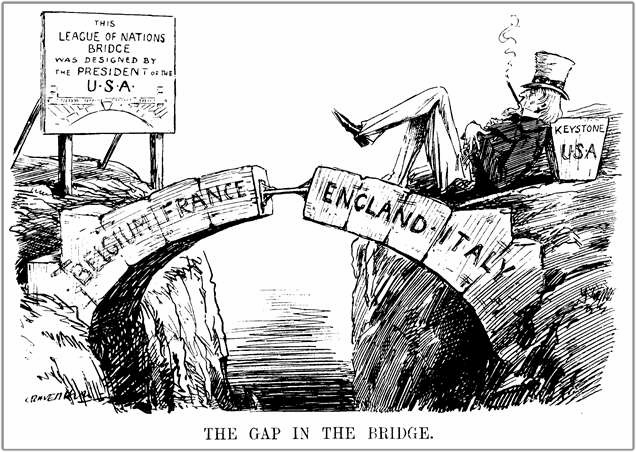 THIS
LEAGUE OF NATIONS
BRIDGE
WAS DESIGNED BY
THE PRESIDENT OF THE
U.S.A.
KEYSTONE
USA
BELGIUM FRANCE
ENGLAND-ITALY
THE GAP IN THE BRIDGE.